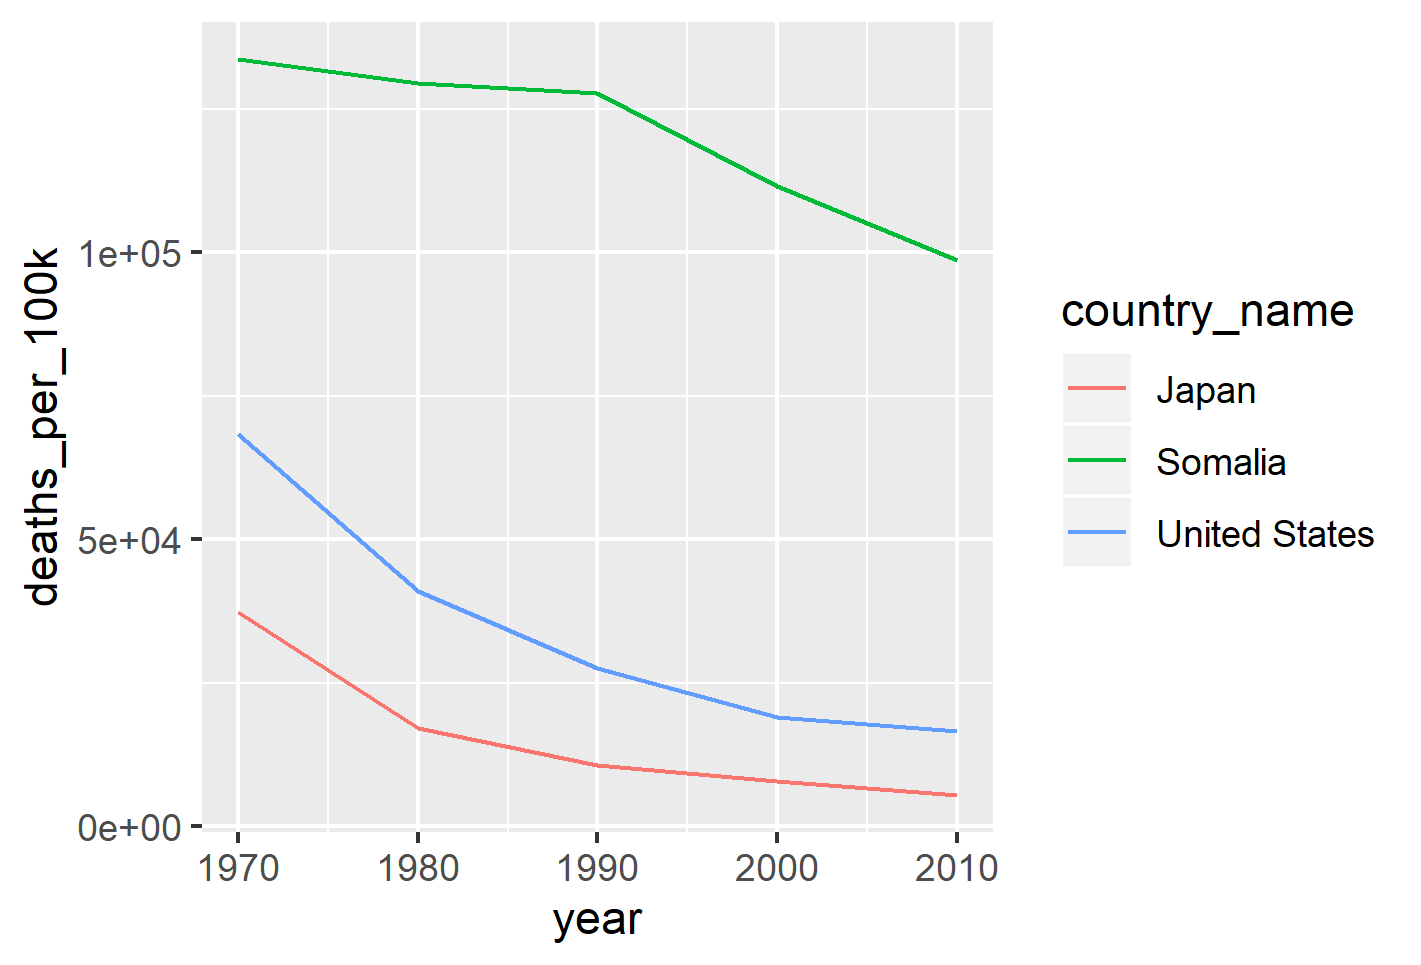 deaths_per_100k
1e+05
5e+04
0e+00
1970 1980 1990 2000 2010
year
country_name
Japan
Somalia
United States